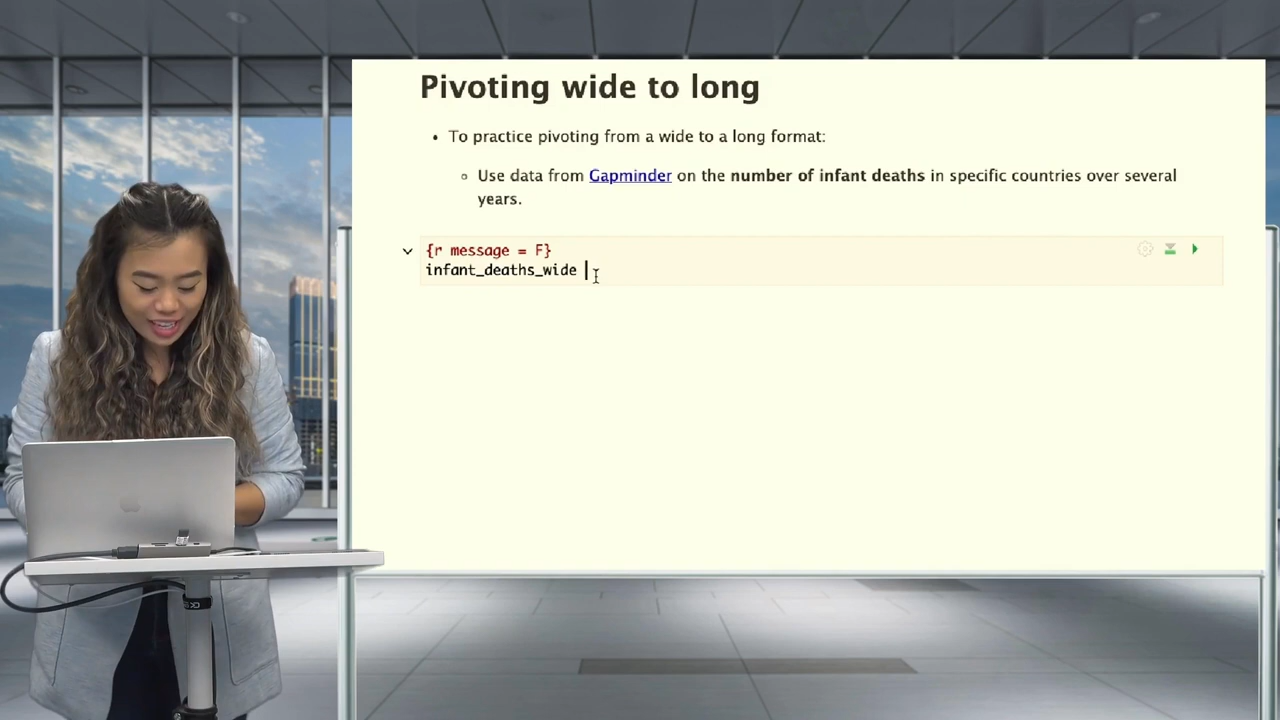 Pivoting wide to long
• To practice pivoting from a wide to a long format:
◦ Use data from Gapminder on the number of infant deaths in specific countries over several
years.
{r message = F}
infant_deaths_wide